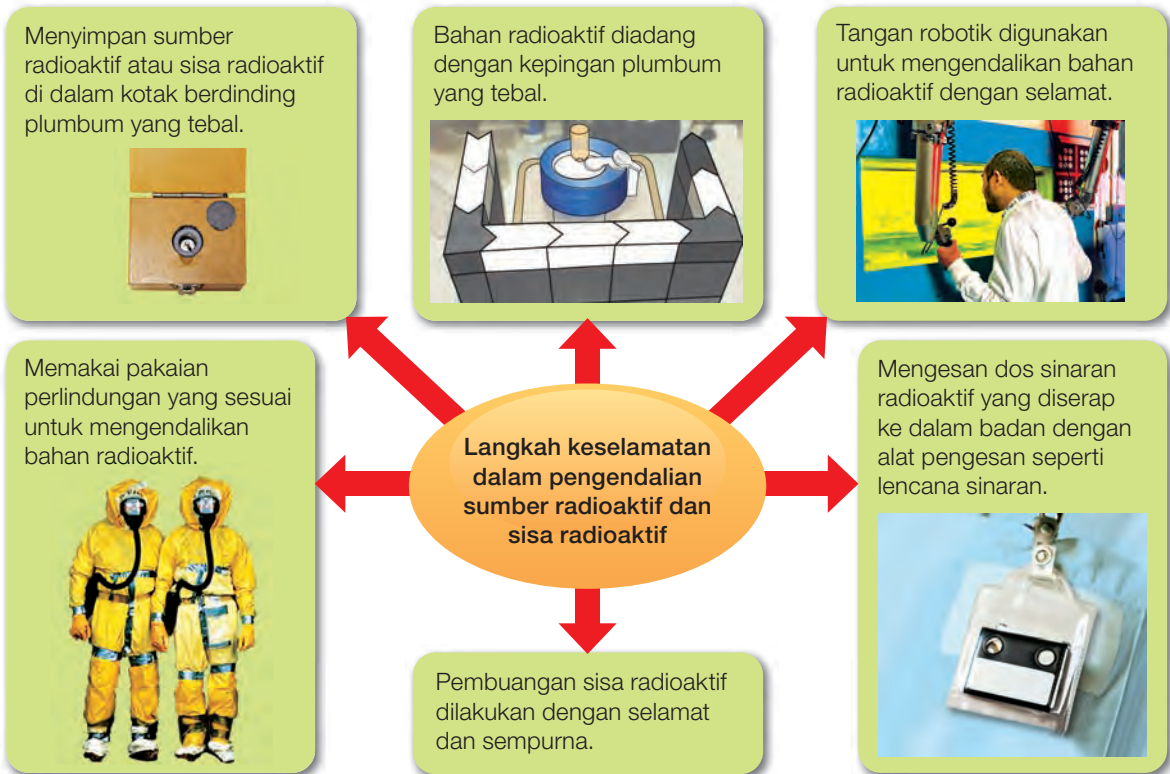 Menyimpan sumber
radioaktif atau sisa radioaktif
di dalam kotak berdinding
plumbum yang tebal.
Bahan radioaktif diadang
dengan kepingan plumbum
yang tebal.
Tangan robotik digunakan
untuk mengendalikan bahan
radioaktif dengan selamat.
Memakai pakaian
perlindungan yang sesuai
untuk mengendalikan
bahan radioaktif.
Langkah keselamatan
dalam pengendalian
sumber radioaktif dan
sisa radioaktif
Mengesan dos sinaran
radioaktif yang diserap
ke dalam badan dengan
alat pengesan seperti
lencana sinaran.
Pembuangan sisa radioaktif
dilakukan dengan selamat
dan sempurna.